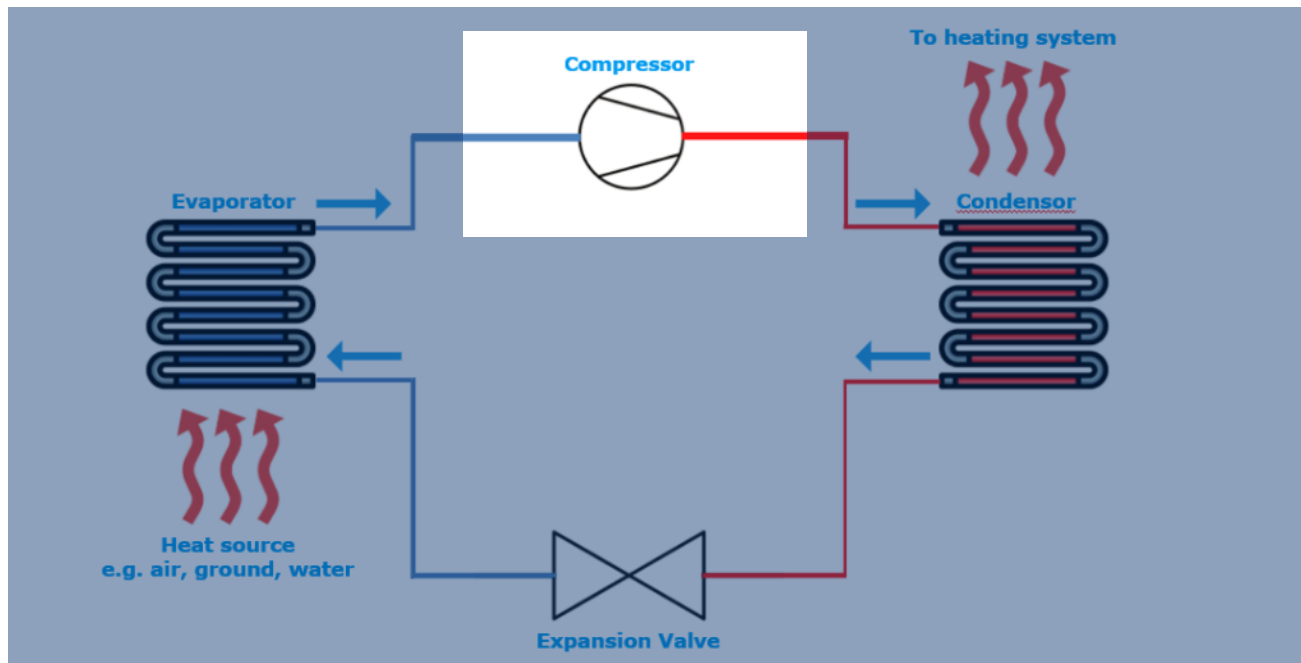 To heating system
Compressor
Evaporator
Condensor
Heat source
e.g. air, ground, water
Expansion Valve